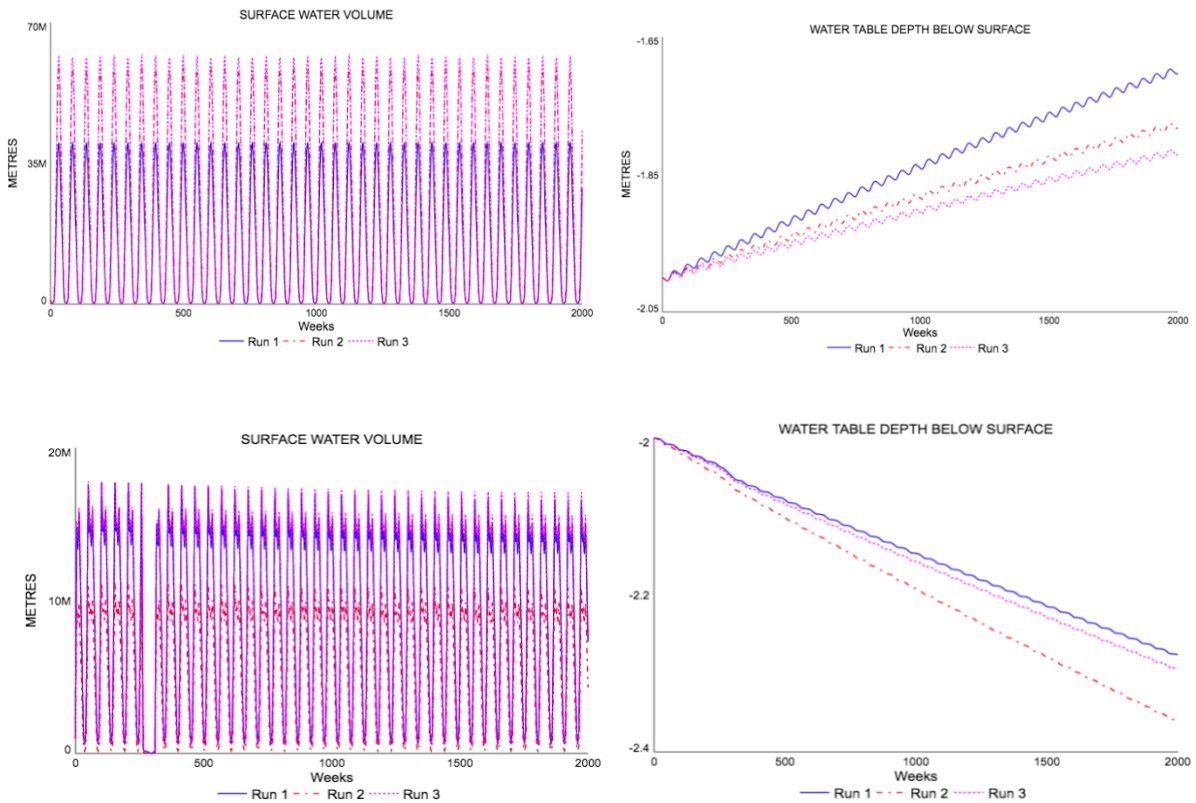 SURFACE WATER VOLUME
70M
35M
0
METRES
0 500 1000 1500 2000
Weeks
Run 1 Run 2 Run 3
WATER TABLE DEPTH BELOW SURFACE
-1.65
-1.85
-2.05
METRES
0 500 1000 1500 2000
Weeks
Run 1 Run 2 Run 3
SURFACE WATER VOLUME
20M
10M
0
METRES
0 500 1000 1500 2000
Weeks
Run 1 Run 2 Run 3
WATER TABLE DEPTH BELOW SURFACE
-2
-2.2
-2.4
METRES
0 500 1000 1500 2000
Weeks
Run 1 Run 2 Run 3